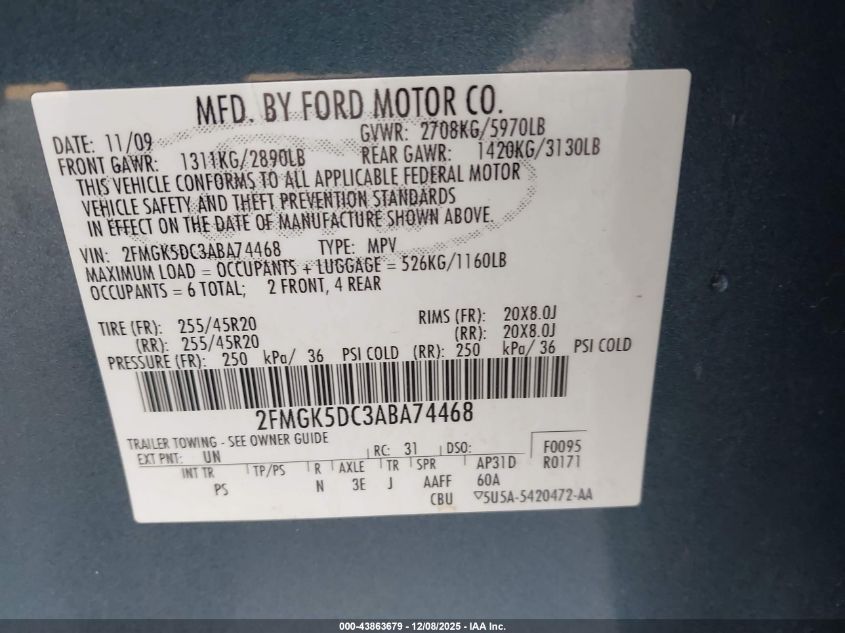 MFD. BY FORD MOTOR CO.
DATE: 11/09 GVWR: 2708KG/5970LB
FRONT GAWR: 1311KG/2890LB REAR GAWR: 1420KG/3130LB
THIS VEHICLE CONFORMS TO ALL APPLICABLE FEDERAL MOTOR
VEHICLE SAFETY AND THEFT PREVENTION STANDARDS
IN EFFECT ON THE DATE OF MANUFACTURE SHOWN ABOVE.
VIN: 2FMGK5DC3ABA74468 TYPE: MPV
MAXIMUM LOAD = OCCUPANTS + LUGGAGE = 526KG/1160LB
OCCUPANTS = 6 TOTAL; 2 FRONT, 4 REAR
TIRE (FR): 255/45R20 RIMS (FR): 20X8.0J
(RR): 255/45R20 (RR): 20X8.0J
PRESSURE (FR): 250 kPa/ 36 PSI COLD (RR): 250 kPa/ 36 PSI COLD
2FMGK5DC3ABA74468
TRAILER TOWING - SEE OWNER GUIDE
EXT PNT: UN RC: 31 DSO: F0095
INT TR TP/PS R AXLE TR SPR AP31D R0171
PS N 3E J AAFF 60A
CBU ▽5U5A-5420472-AA
000-43863679 - 12/08/2025 - IAA Inc.